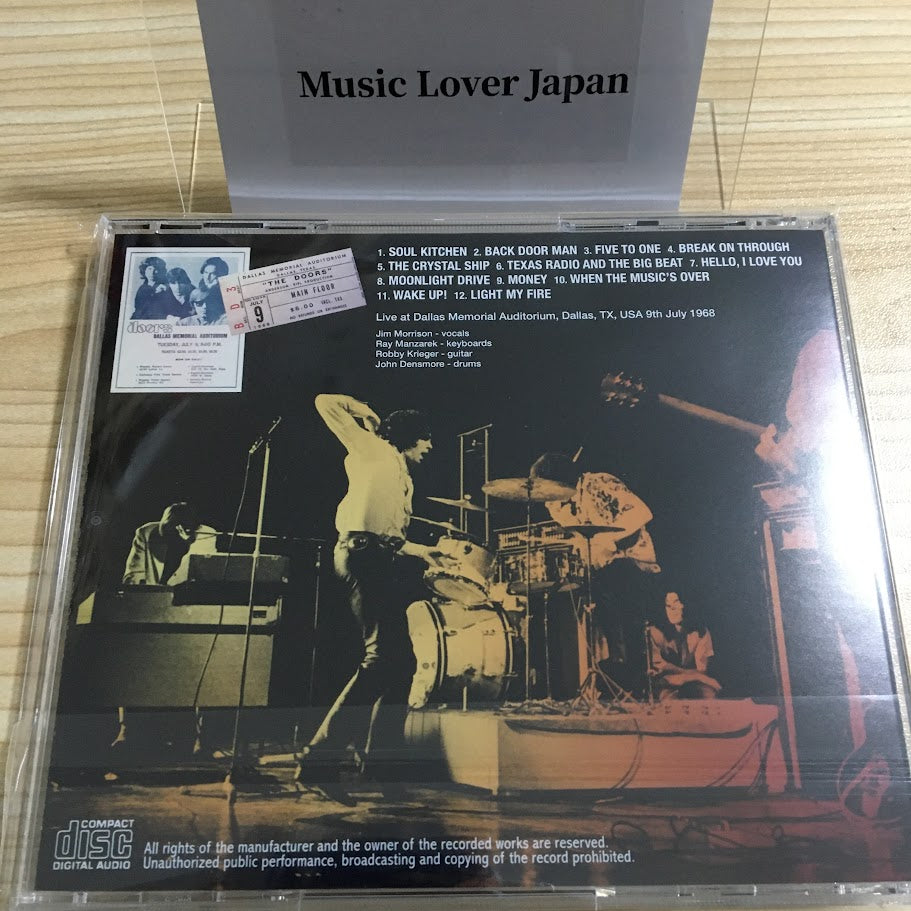 Music Lover Japan
1. SOUL KITCHEN 2. BACK DOOR MAN 3. FIVE TO ONE 4. BREAK ON THROUGH
5. THE CRYSTAL SHIP 6. TEXAS RADIO AND THE BIG BEAT 7. HELLO, I LOVE YOU
8. MOONLIGHT DRIVE 9. MONEY 10. WHEN THE MUSIC'S OVER
11. WAKE UP! 12. LIGHT MY FIRE
Live at Dallas Memorial Auditorium, Dallas, TX, USA 9th July 1968
Jim Morrison - vocals
Ray Manzarek - keyboards
Robby Krieger - guitar
John Densmore - drums
DALLAS MEMORIAL AUDITORIUM
DALLAS, TEXAS
"THE DOORS"
MAIN FLOOR
$6.00
JULY
9
1968
doors
DALLAS MEMORIAL AUDITORIUM
TUESDAY, JULY 9, 8:00 P.M.
COMPACT
disc
DIGITAL AUDIO
All rights of the manufacturer and the owner of the recorded works are reserved.
Unauthorized public performance, broadcasting and copying of the record prohibited.